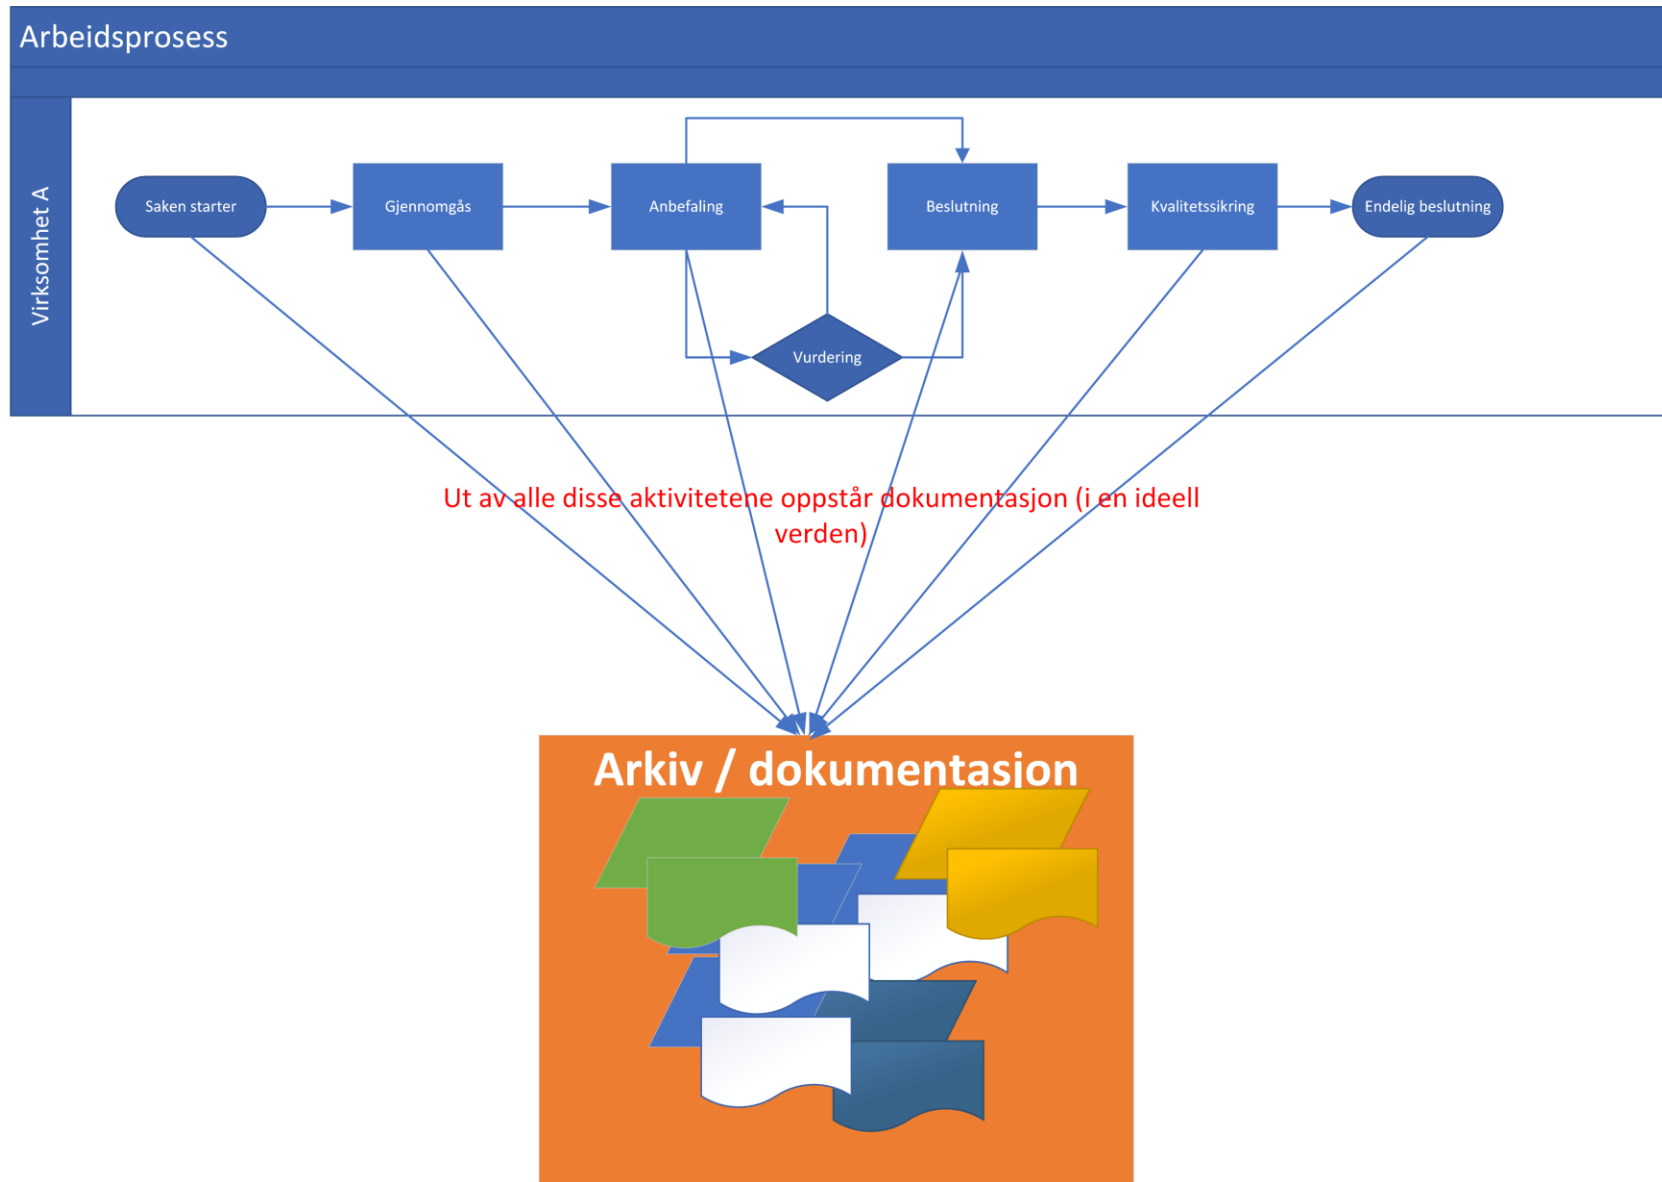 Arbeidsprosess
Virksomhet A
Saken starter
Gjennomgås
Anbefaling
Beslutning
Kvalitetssikring
Endelig beslutning
Vurdering
Ut av alle disse aktivitetene oppstår dokumentasjon (i en ideell
verden)
Arkiv / dokumentasjon